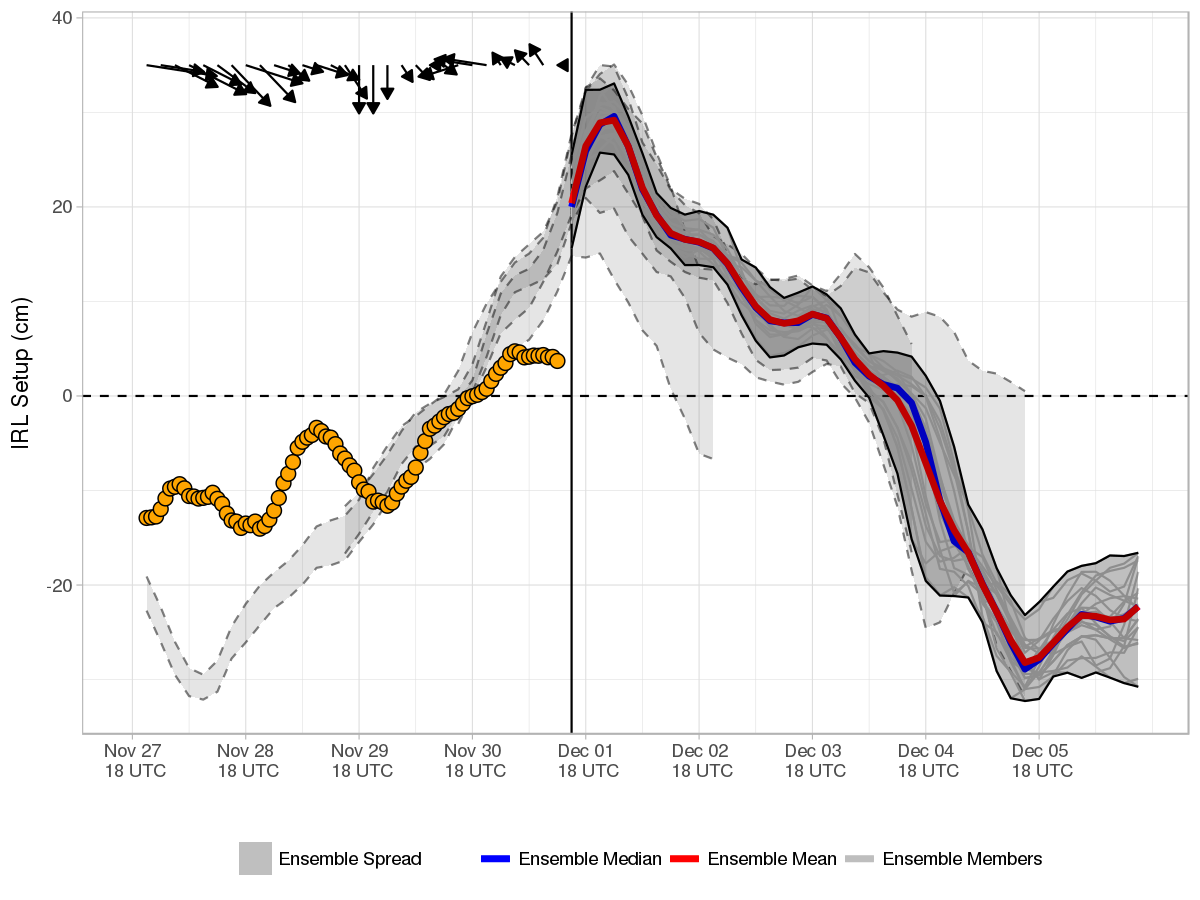 40
20
0
-20
IRL Setup (cm)
Nov 27 Nov 28 Nov 29 Nov 30 Dec 01 Dec 02 Dec 03 Dec 04 Dec 05
18 UTC 18 UTC 18 UTC 18 UTC 18 UTC 18 UTC 18 UTC 18 UTC 18 UTC
Ensemble Spread Ensemble Median Ensemble Mean Ensemble Members